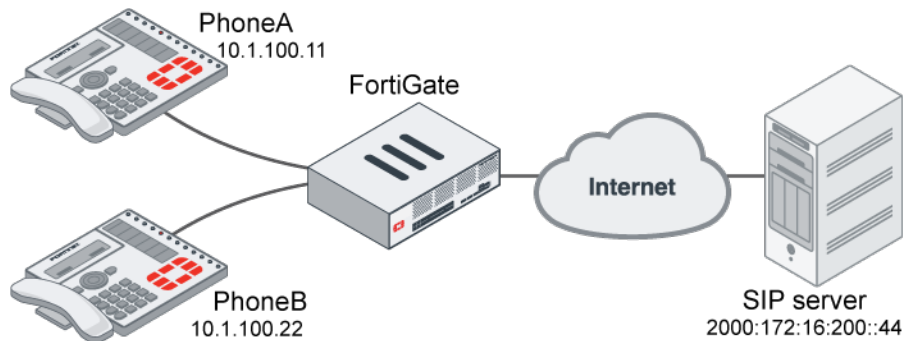 PhoneA
10.1.100.11
FortiGate
Internet
PhoneB
10.1.100.22
SIP server
2000:172:16:200::44